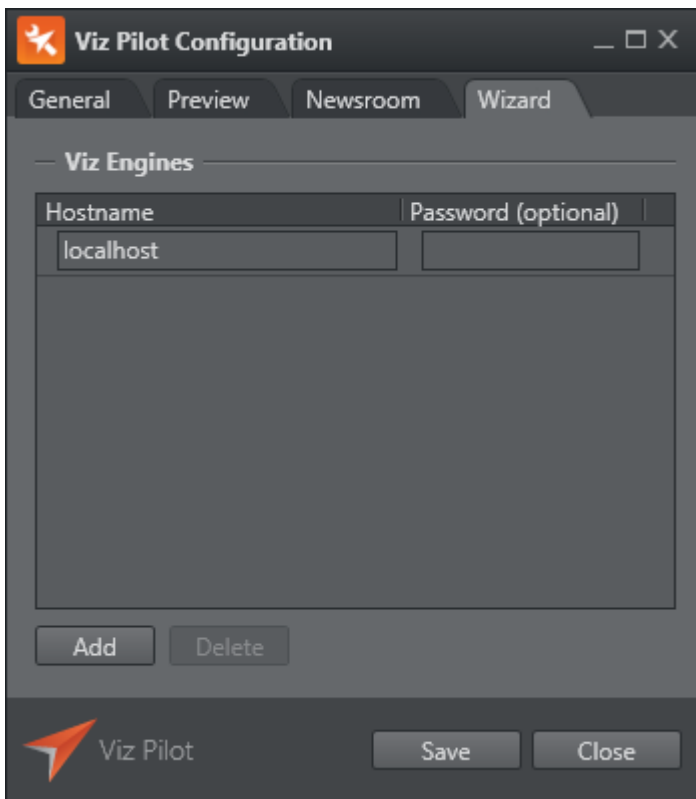 Viz Pilot Configuration
General Preview Newsroom Wizard
Viz Engines
Hostname Password (optional)
localhost
Add Delete
Viz Pilot Save Close